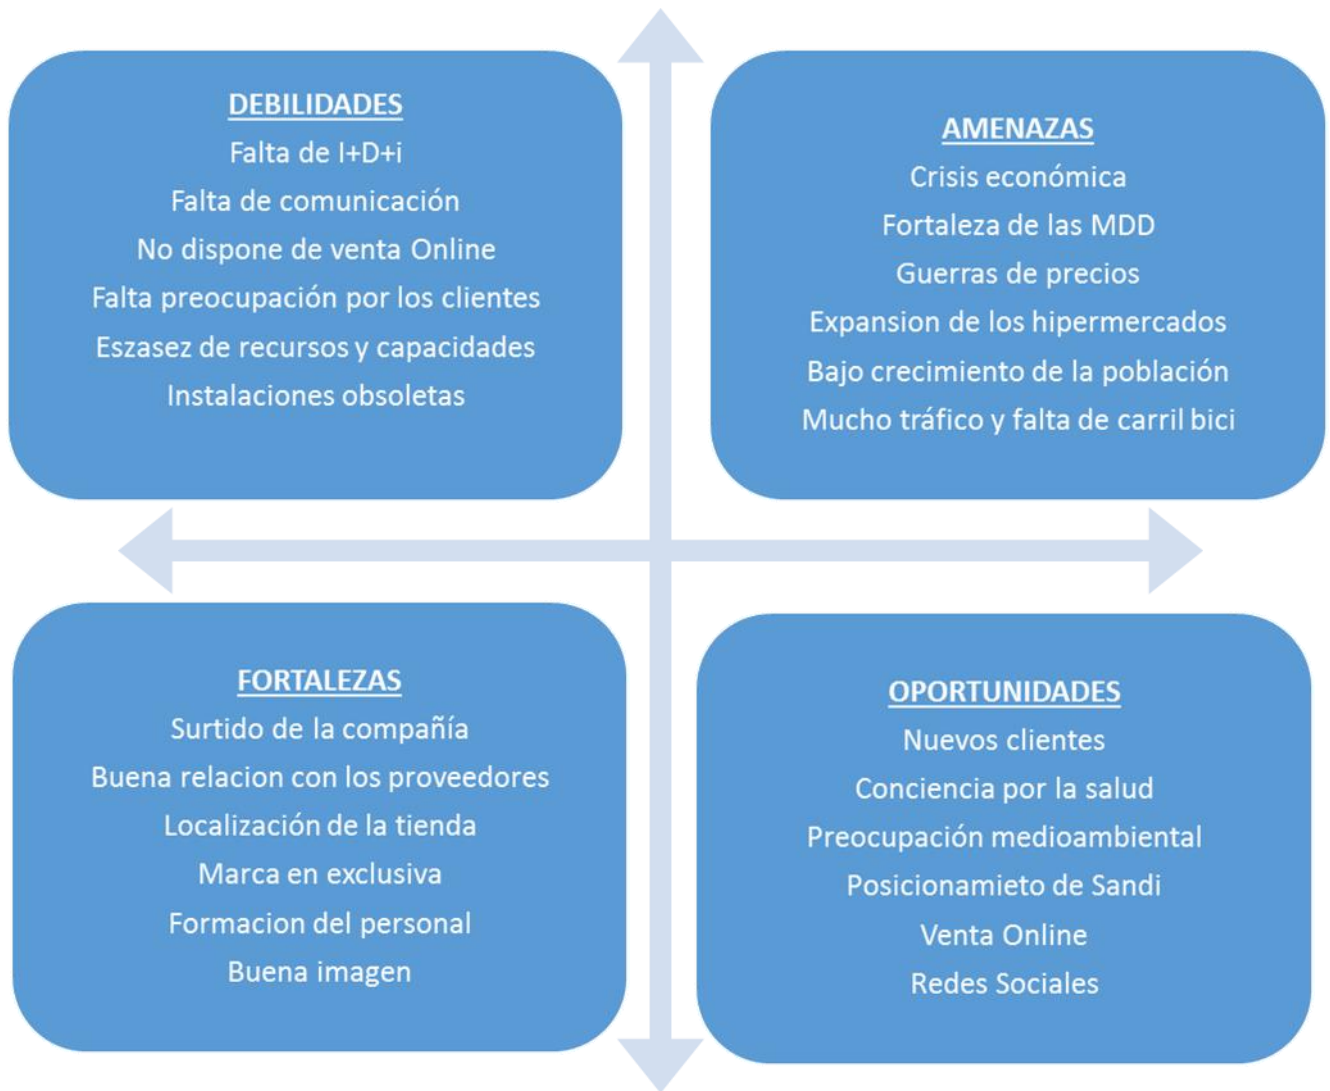 DEBILIDADES
Falta de I+D+i
Falta de comunicación
No dispone de venta Online
Falta preocupación por los clientes
Eszasez de recursos y capacidades
Instalaciones obsoletas
AMENAZAS
Crisis económica
Fortaleza de las MDD
Guerras de precios
Expansion de los hipermercados
Bajo crecimiento de la población
Mucho tráfico y falta de carril bici
FORTALEZAS
Surtido de la compañía
Buena relacion con los proveedores
Localización de la tienda
Marca en exclusiva
Formacion del personal
Buena imagen
OPORTUNIDADES
Nuevos clientes
Conciencia por la salud
Preocupación medioambiental
Posicionamieto de Sandi
Venta Online
Redes Sociales